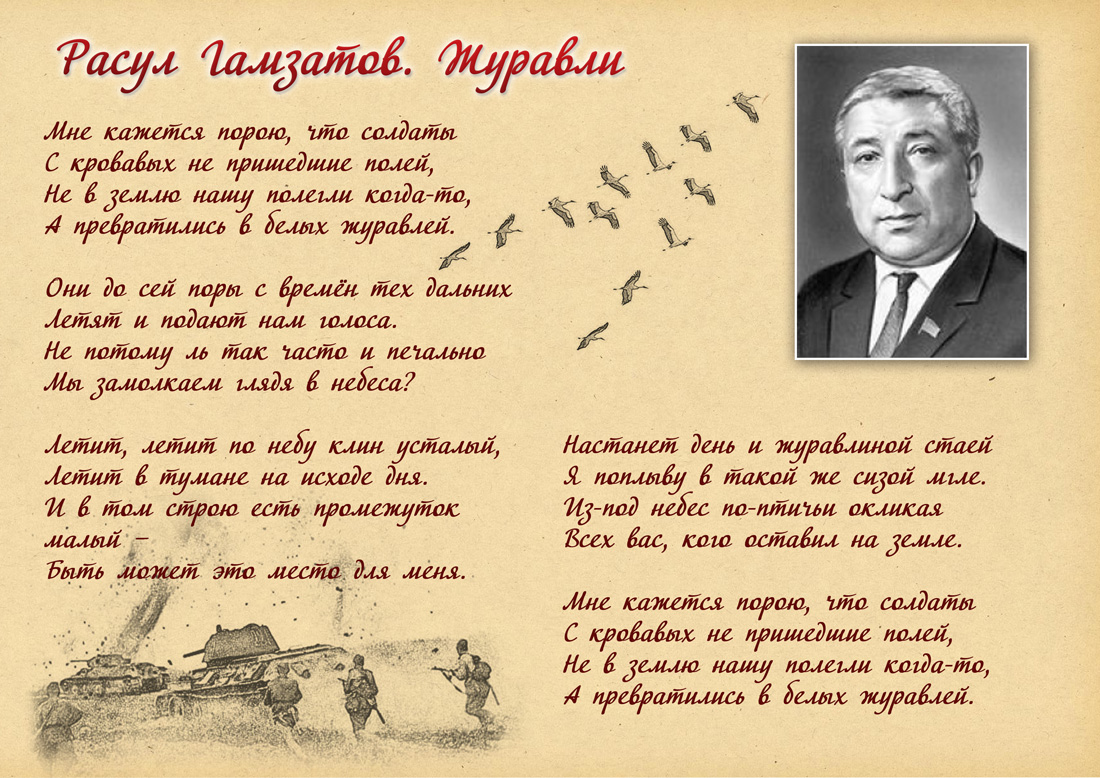 Расул Гамзатов. Журавли
Мне кажется порою, что солдаты
С кровавых не пришедшие полей,
Не в землю нашу полегли когда-то,
А превратились в белых журавлей.
Они до сей поры с времён тех дальних
Летят и подают нам голоса.
Не потому ль так часто и печально
Мы замолкаем глядя в небеса?
Летит, летит по небу клин усталый,
Летит в тумане на исходе дня.
И в том строю есть промежуток
малый –
Быть может это место для меня.
Настанет день и журавлиной стаей
Я поплыву в такой же сизой мгле.
Из-под небес по-птичьи окликая
Всех вас, кого оставил на земле.
Мне кажется порою, что солдаты
С кровавых не пришедшие полей,
Не в землю нашу полегли когда-то,
А превратились в белых журавлей.